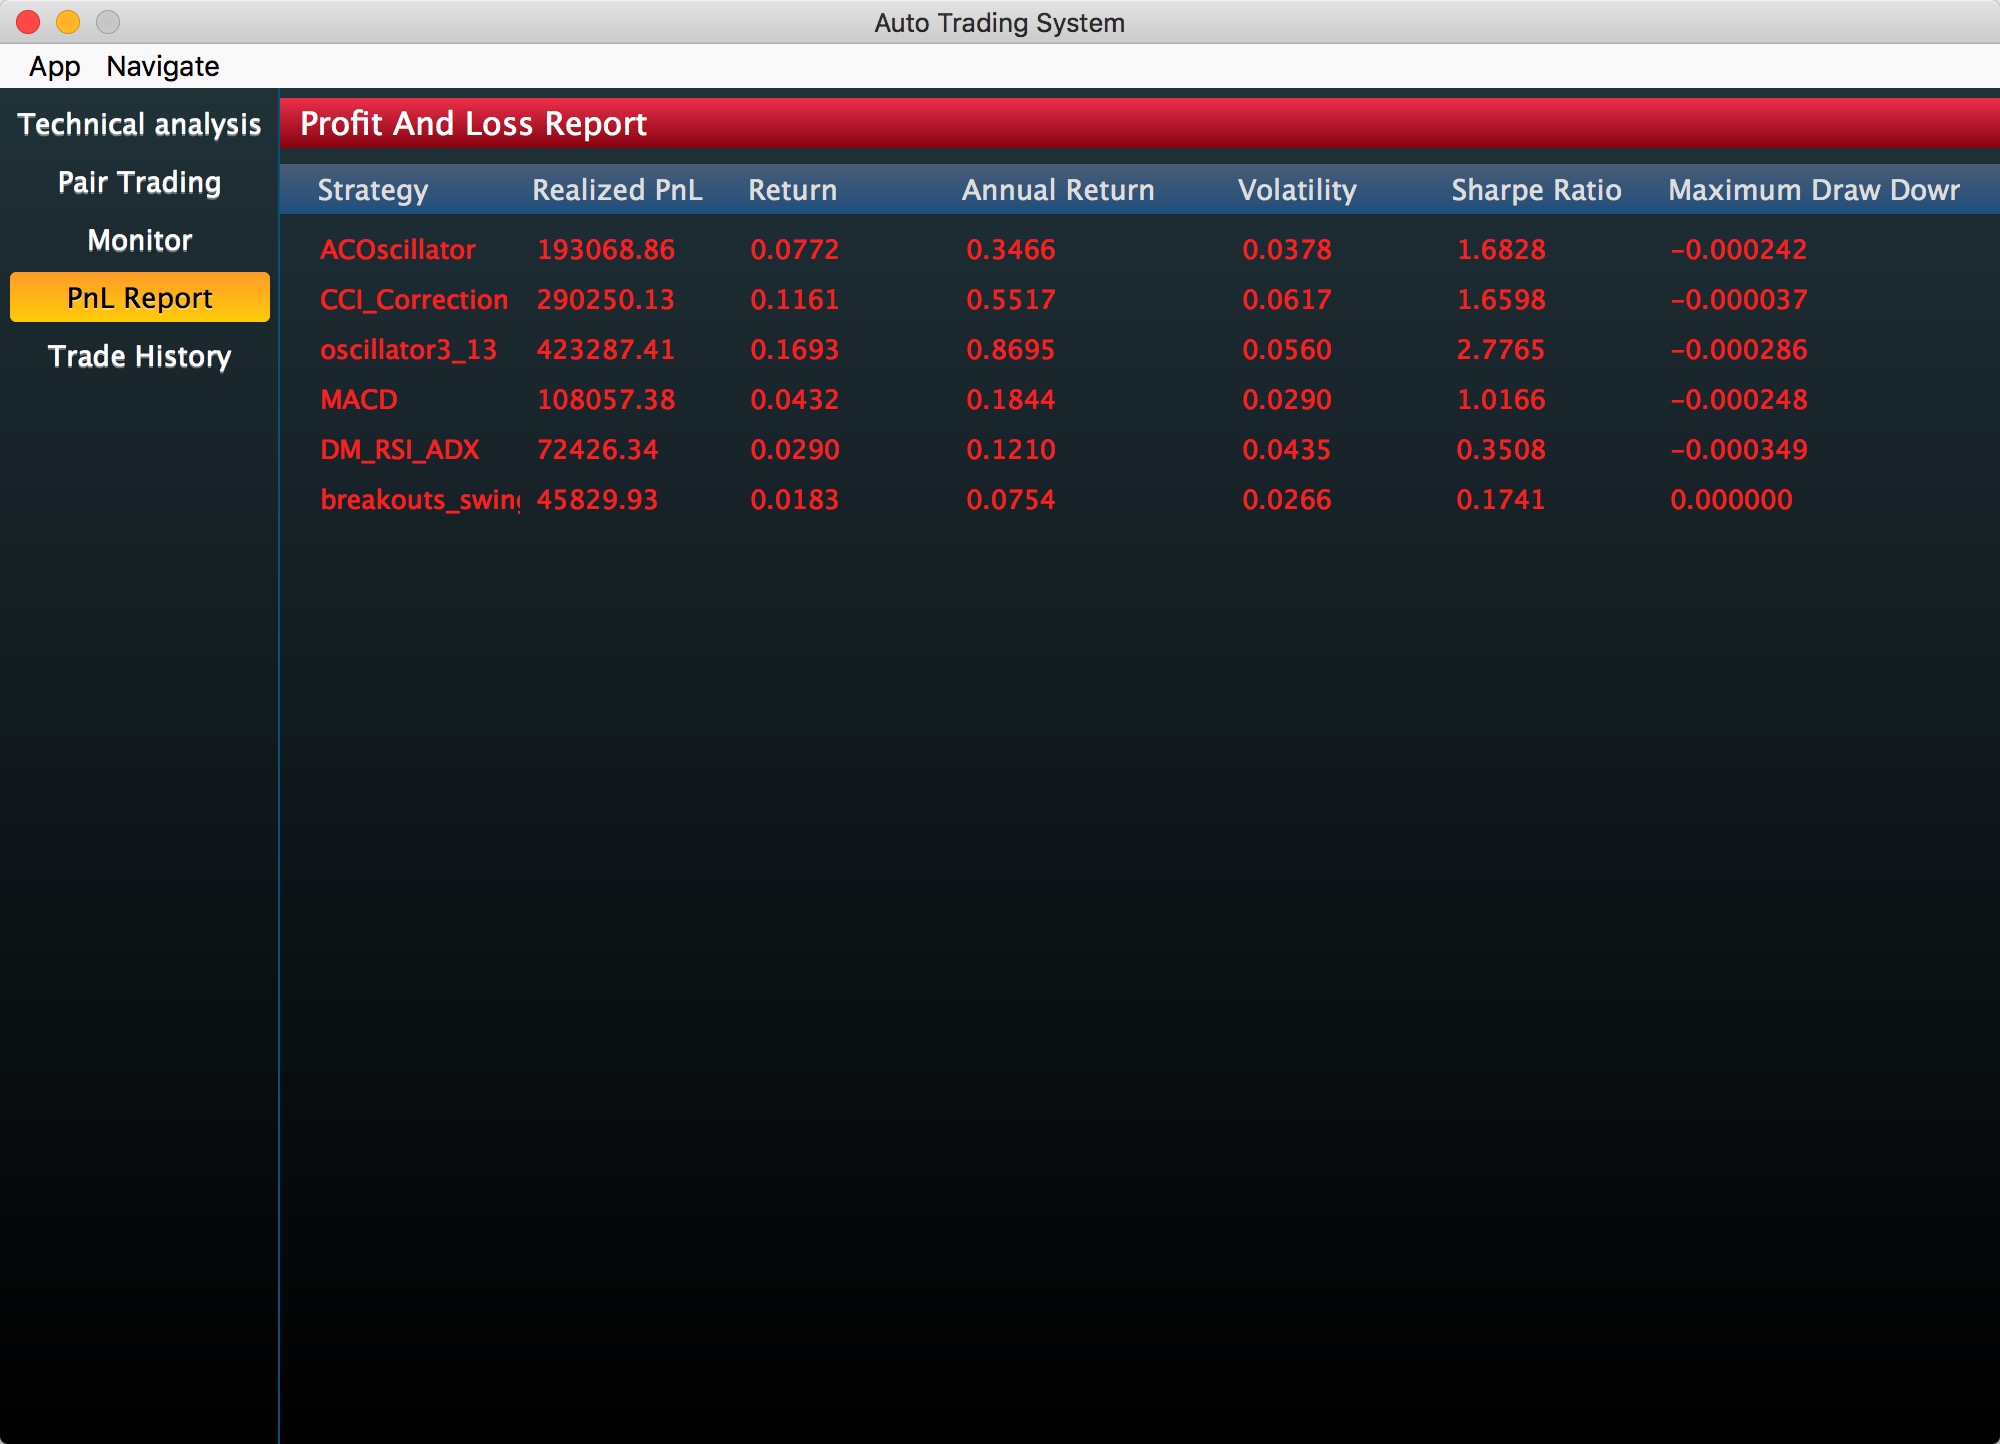 Auto Trading System
App Navigate
Technical analysis
Pair Trading
Monitor
PnL Report
Trade History
Profit And Loss Report
Strategy Realized PnL Return Annual Return Volatility Sharpe Ratio Maximum Draw Dowr
ACOscillator 193068.86 0.0772 0.3466 0.0378 1.6828 -0.000242
CCI_Correction 290250.13 0.1161 0.5517 0.0617 1.6598 -0.000037
oscillator3_13 423287.41 0.1693 0.8695 0.0560 2.7765 -0.000286
MACD 108057.38 0.0432 0.1844 0.0290 1.0166 -0.000248
DM_RSI_ADX 72426.34 0.0290 0.1210 0.0435 0.3508 -0.000349
breakouts_swing 45829.93 0.0183 0.0754 0.0266 0.1741 0.000000